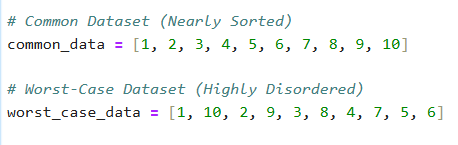 # Common Dataset (Nearly Sorted)
common_data = [1, 2, 3, 4, 5, 6, 7, 8, 9, 10]
# Worst-Case Dataset (Highly Disordered)
worst_case_data = [1, 10, 2, 9, 3, 8, 4, 7, 5, 6]